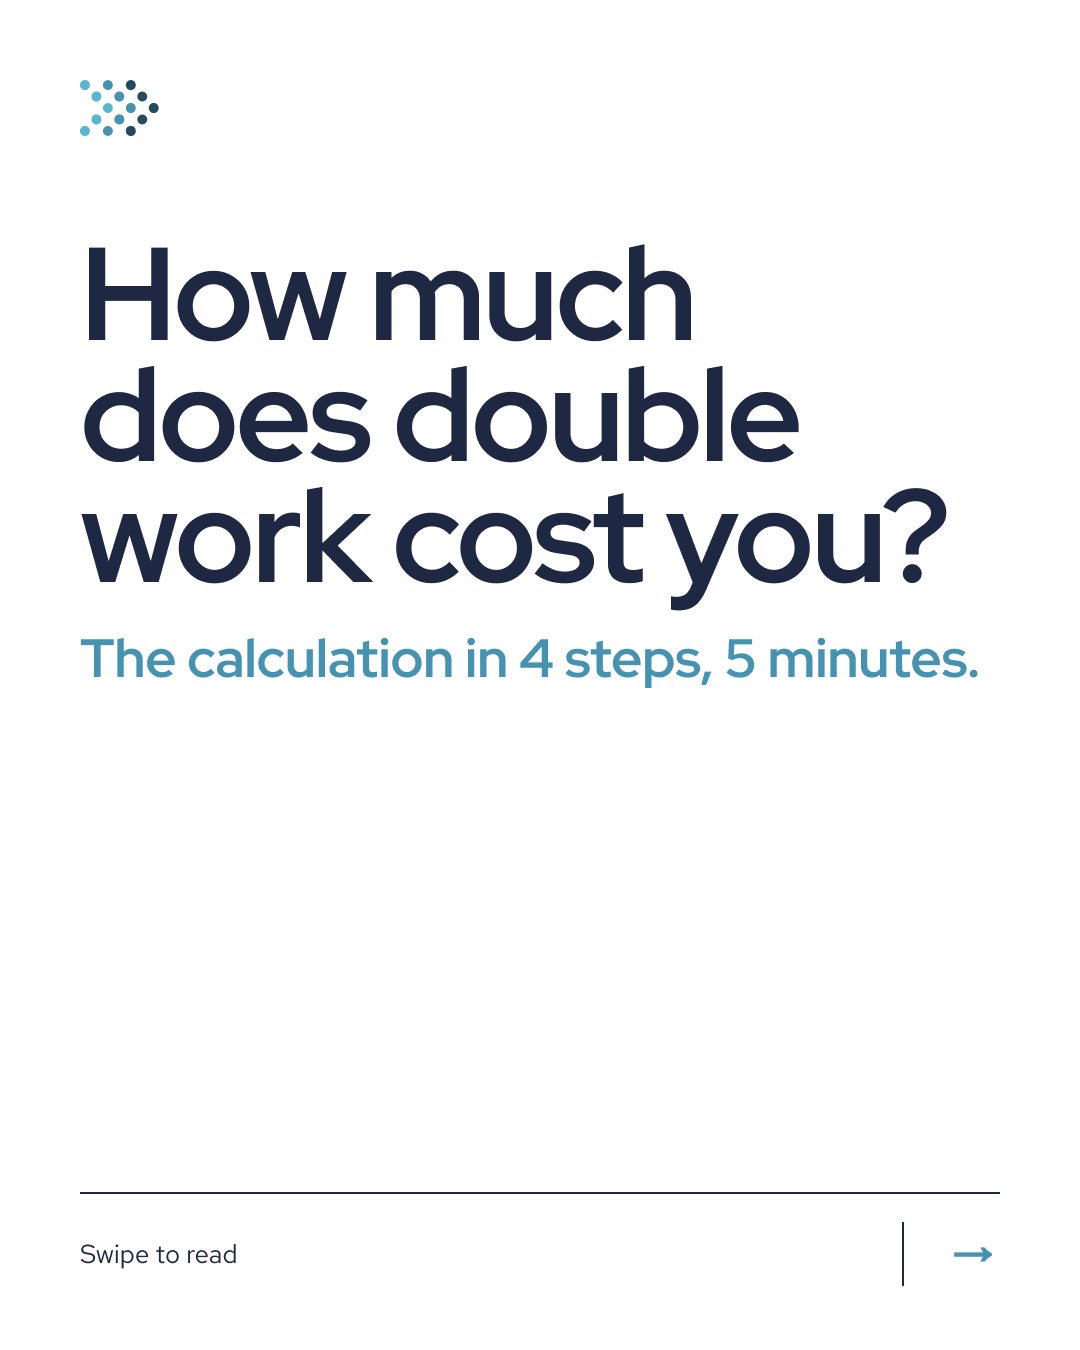 How much
does double
work cost you?
The calculation in 4 steps, 5 minutes.
Swipe to read
→